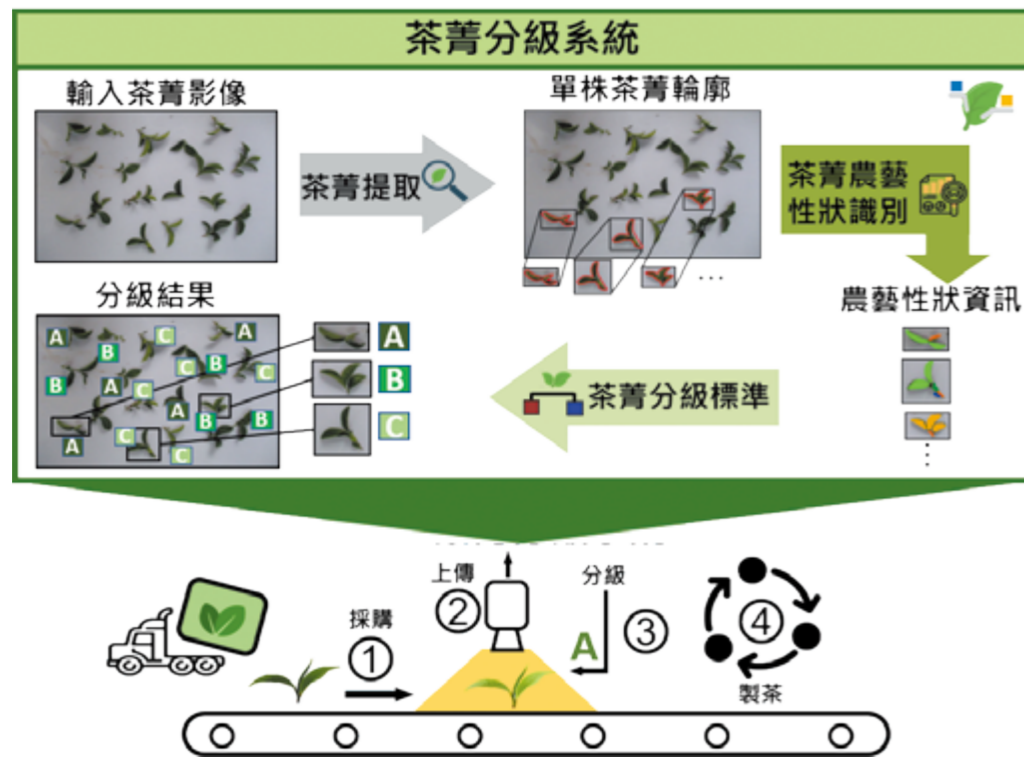 茶菁分級系統
輸入茶菁影像
單株茶菁輪廓
茶菁提取
茶菁農藝
性狀識別
...
農藝性狀資訊
分級結果
A
C
A
B
C
B
C
B
A
C
A
B
B
C
A
C
A
B
C
茶菁分級標準
上傳
②
分級
③
A
採購
①
④
製茶